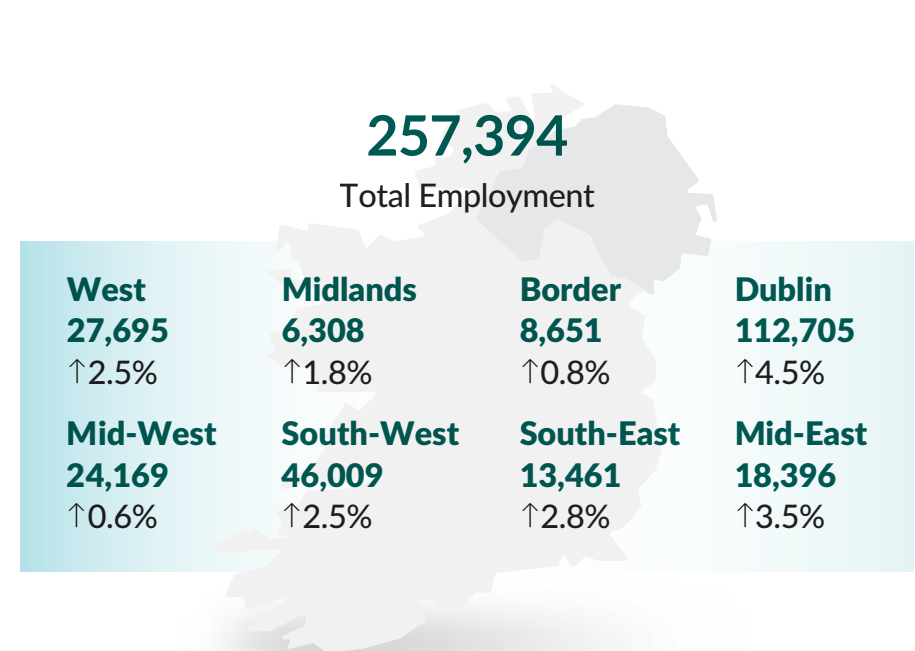 257,394
Total Employment
West
27,695
↑2.5%
Midlands
6,308
↑1.8%
Border
8,651
↑0.8%
Dublin
112,705
↑4.5%
Mid-West
24,169
↑0.6%
South-West
46,009
↑2.5%
South-East
13,461
↑2.8%
Mid-East
18,396
↑3.5%